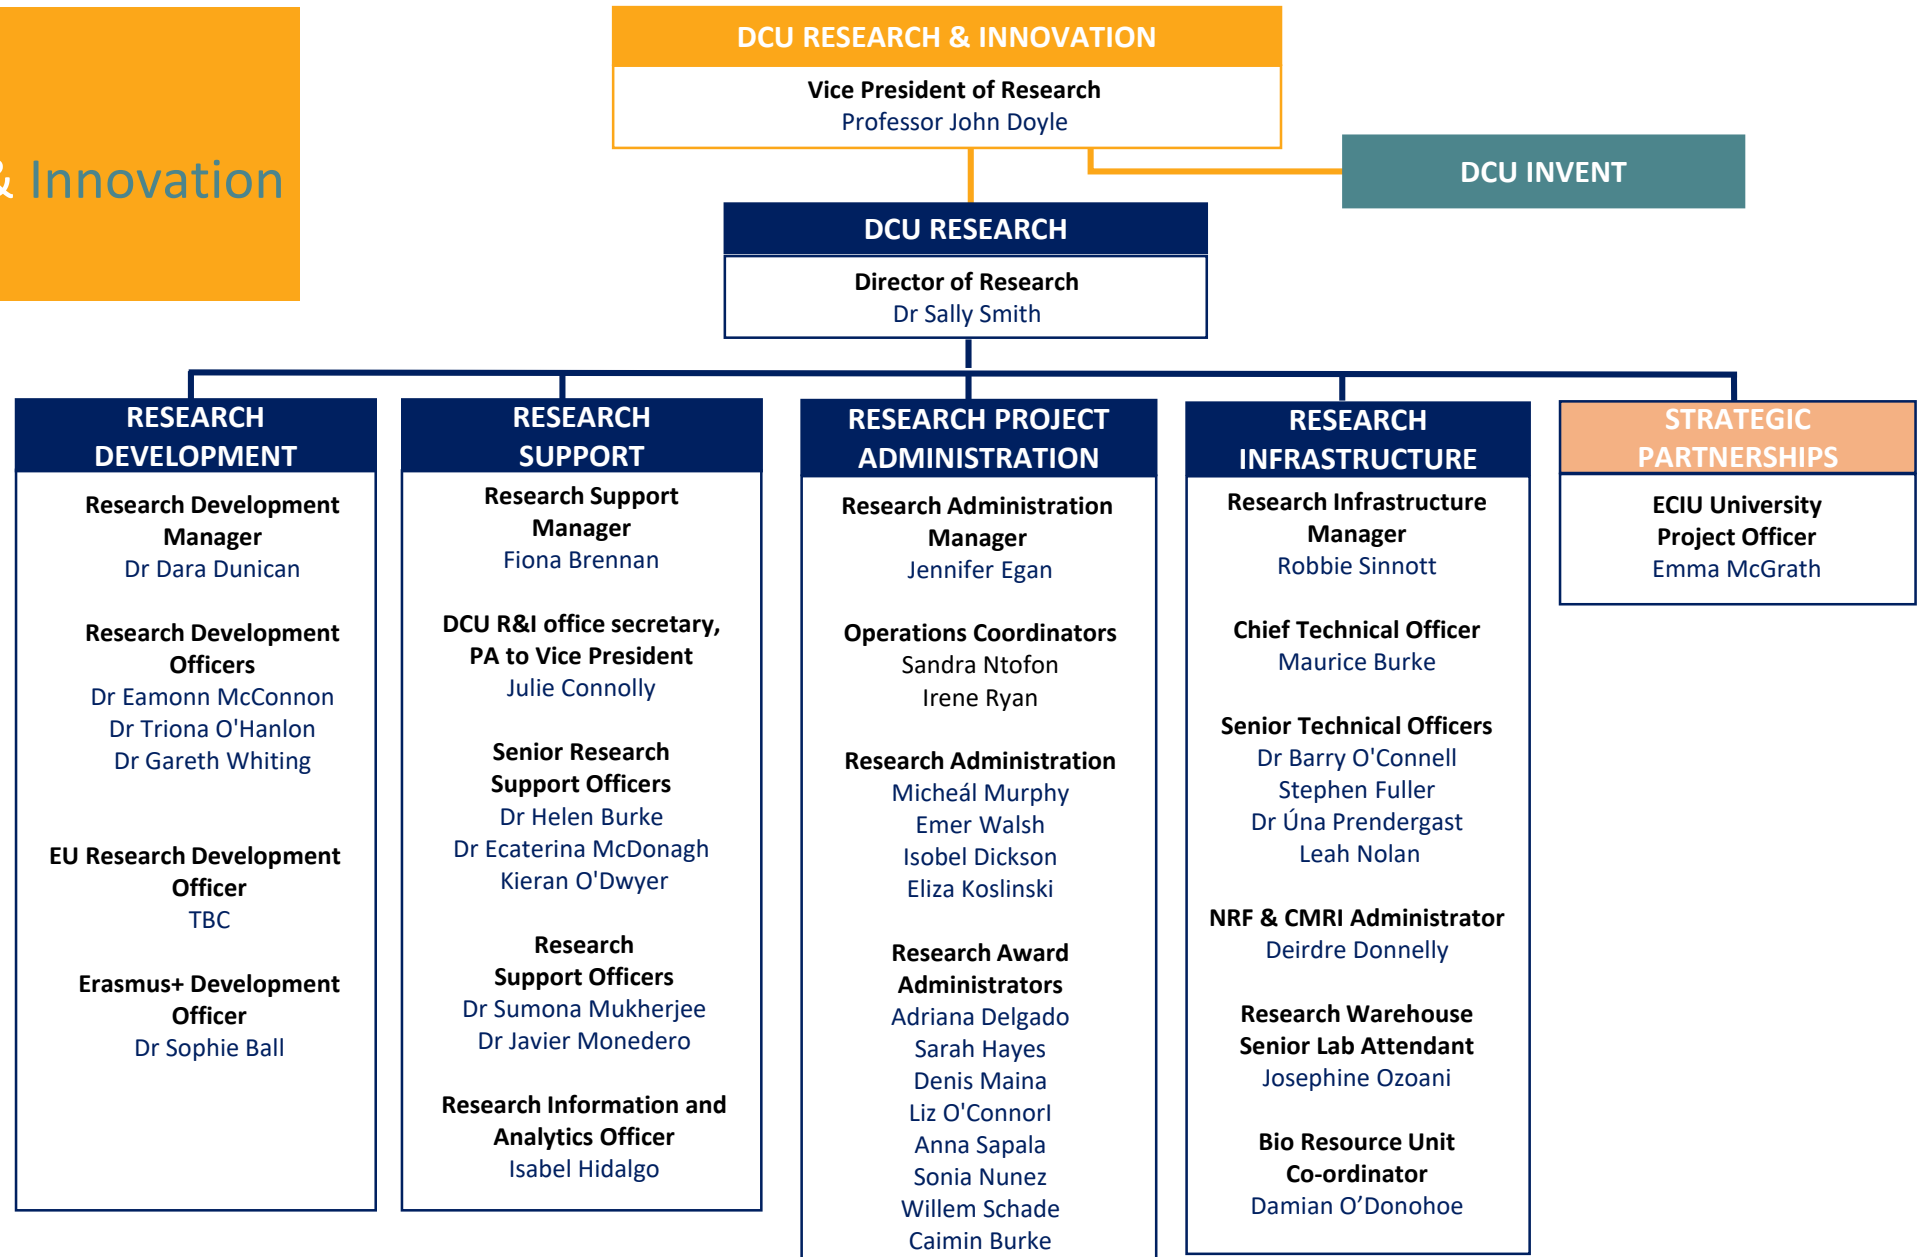 & Innovation
DCU RESEARCH & INNOVATION
Vice President of Research
Professor John Doyle
DCU INVENT
DCU RESEARCH
Director of Research
Dr Sally Smith
RESEARCH
DEVELOPMENT
Research Development
Manager
Dr Dara Dunican
Research Development
Officers
Dr Eamonn McConnon
Dr Triona O'Hanlon
Dr Gareth Whiting
EU Research Development
Officer
TBC
Erasmus+ Development
Officer
Dr Sophie Ball
RESEARCH
SUPPORT
Research Support
Manager
Fiona Brennan
DCU R&I office secretary,
PA to Vice President
Julie Connolly
Senior Research
Support Officers
Dr Helen Burke
Dr Ecaterina McDonagh
Kieran O'Dwyer
Research
Support Officers
Dr Sumona Mukherjee
Dr Javier Monedero
Research Information and
Analytics Officer
Isabel Hidalgo
RESEARCH PROJECT
ADMINISTRATION
Research Administration
Manager
Jennifer Egan
Operations Coordinators
Sandra Ntofon
Irene Ryan
Research Administration
Micheál Murphy
Emer Walsh
Isobel Dickson
Eliza Koslinski
Research Award
Administrators
Adriana Delgado
Sarah Hayes
Denis Maina
Liz O'ConnorI
Anna Sapala
Sonia Nunez
Willem Schade
Caimin Burke
RESEARCH
INFRASTRUCTURE
Research Infrastructure
Manager
Robbie Sinnott
Chief Technical Officer
Maurice Burke
Senior Technical Officers
Dr Barry O'Connell
Stephen Fuller
Dr Úna Prendergast
Leah Nolan
NRF & CMRI Administrator
Deirdre Donnelly
Research Warehouse
Senior Lab Attendant
Josephine Ozoani
Bio Resource Unit
Co-ordinator
Damian O’Donohoe
STRATEGIC
PARTNERSHIPS
ECIU University
Project Officer
Emma McGrath